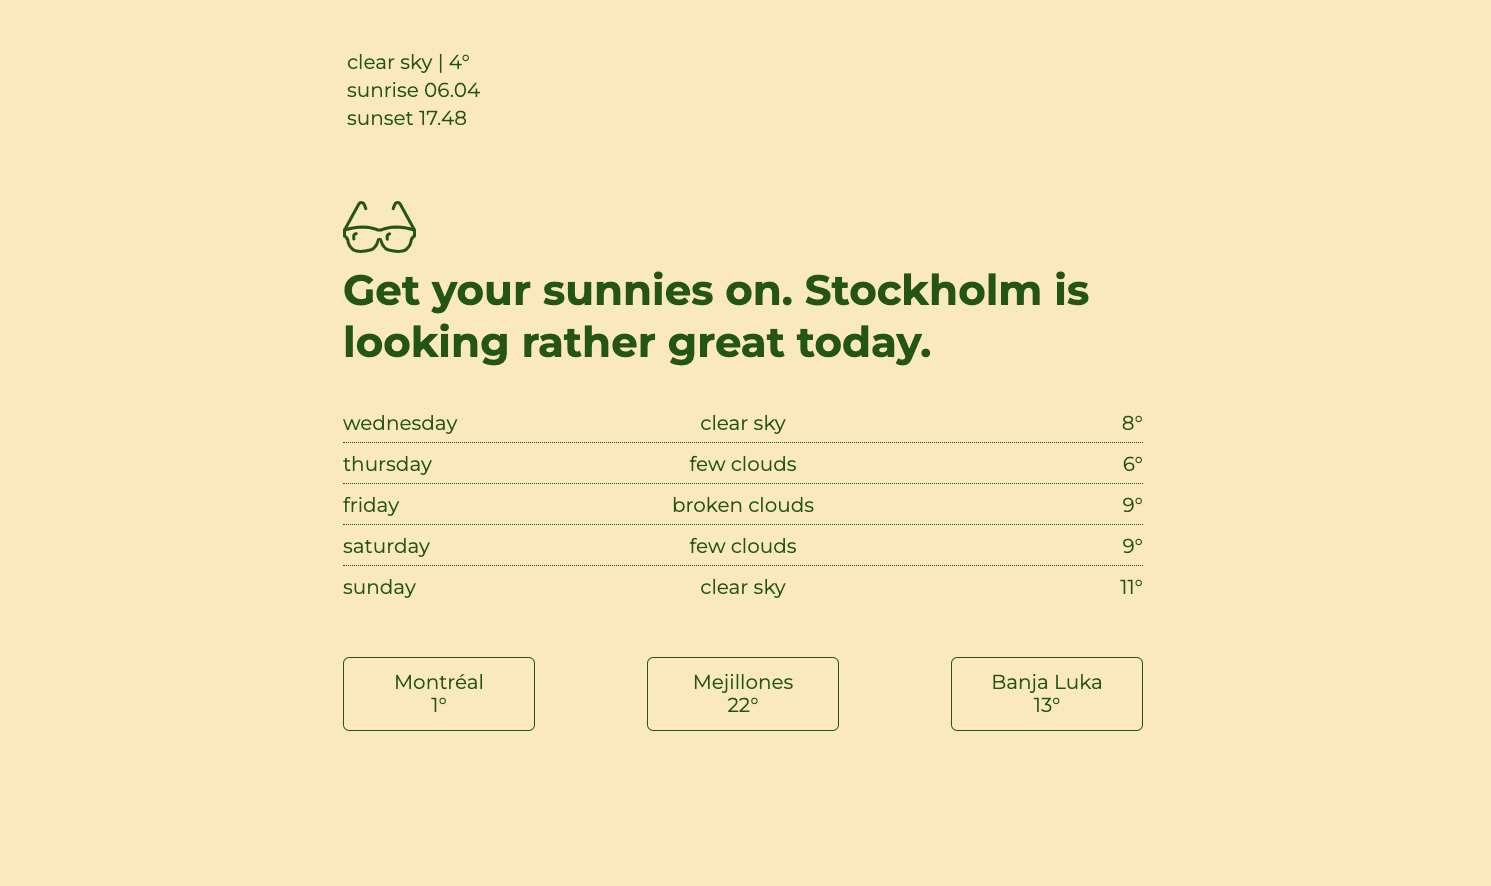 clear sky | 4°
sunrise 06.04
sunset 17.48
Get your sunnies on. Stockholm is
looking rather great today.
wednesday clear sky 8°
thursday few clouds 6°
friday broken clouds 9°
saturday few clouds 9°
sunday clear sky 11°
Montréal Mejillones Banja Luka
1° 22° 13°